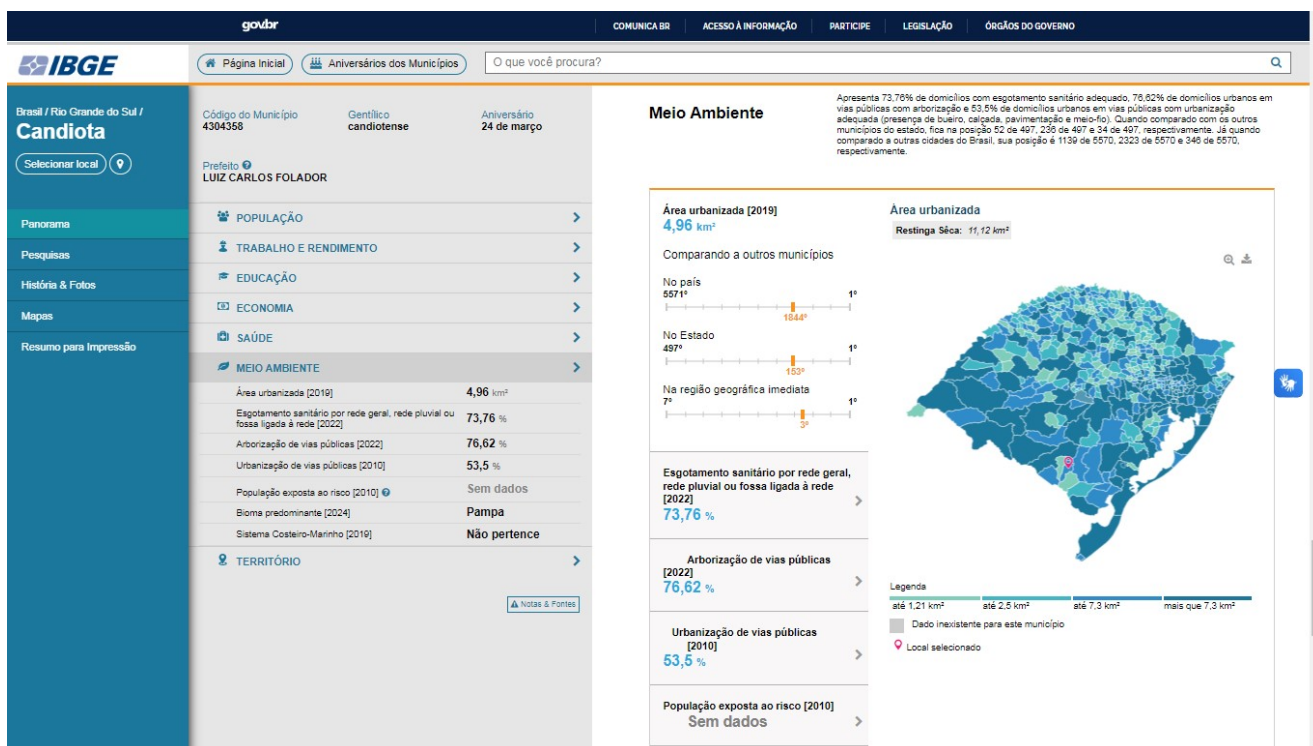 govbr
COMUNICA BR
ACESSO À INFORMAÇÃO
PARTICIPE
LEGISLAÇÃO
ÓRGÃOS DO GOVERNO
IBGE
Página Inicial
Aniversários dos Municípios
O que você procura?
Brasil / Rio Grande do Sul /
Candiota
Selecionar local
Panorama
Pesquisas
História & Fotos
Mapas
Resumo para Impressão
Código do Município
4304358
Gentílico
candiotense
Aniversário
24 de março
Prefeito
LUIZ CARLOS FOLADOR
POPULAÇÃO
TRABALHO E RENDIMENTO
EDUCAÇÃO
ECONOMIA
SAÚDE
MEIO AMBIENTE
Área urbanizada [2019] 4,96 km²
Esgotamento sanitário por rede geral, rede pluvial ou
fossa ligada à rede [2022] 73,76 %
Arborização de vias públicas [2022] 76,62 %
Urbanização de vias públicas [2010] 53,5 %
População exposta ao risco [2010] Sem dados
Bioma predominante [2024] Pampa
Sistema Costeiro-Marinho [2019] Não pertence
TERRITÓRIO
Notas & Fontes
Meio Ambiente
Apresenta 73,76% de domicílios com esgotamento sanitário adequado, 76,62% de domicílios urbanos em
vias públicas com arborização e 53,5% de domicílios urbanos em vias públicas com urbanização
adequada (presença de bueiro, calçada, pavimentação e meio-fio). Quando comparado com os outros
municípios do estado, fica na posição 52 de 497, 236 de 497 e 34 de 497, respectivamente. Já quando
comparado a outras cidades do Brasil, sua posição é 1139 de 5570, 2323 de 5570 e 346 de 5570,
respectivamente.
Área urbanizada [2019]
4,96 km²
Comparando a outros municípios
No país
5571º 1º
1844º
No Estado
497º 1º
153º
Na região geográfica imediata
7º 1º
3º
Esgotamento sanitário por rede geral,
rede pluvial ou fossa ligada à rede
[2022]
73,76 %
Arborização de vias públicas
[2022]
76,62 %
Urbanização de vias públicas
[2010]
53,5 %
População exposta ao risco [2010]
Sem dados
Área urbanizada
Restinga Sêca: 11,12 km²
Legenda
até 1,21 km² até 2,5 km² até 7,3 km² mais que 7,3 km²
Dado inexistente para este município
Local selecionado